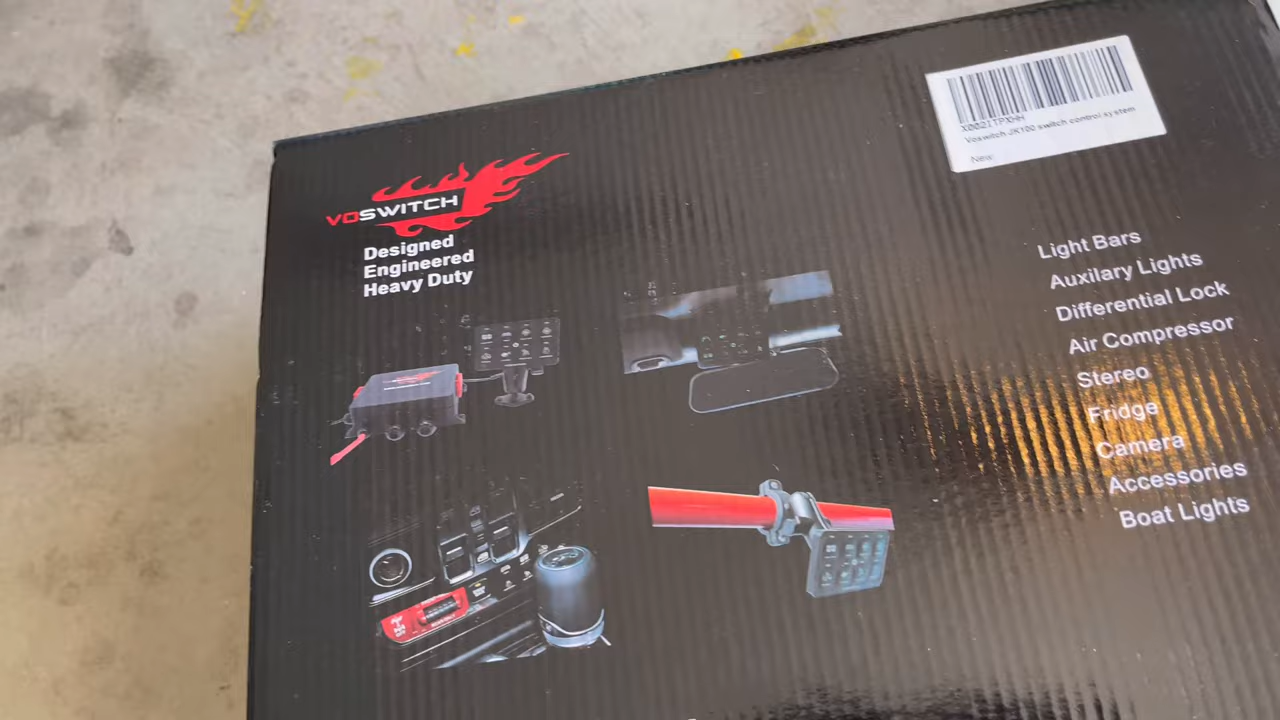 VOSWITCH
Designed
Engineered
Heavy Duty
X002ITPXHH
Voswitch JK100 switch control system
New
Light Bars
Auxilary Lights
Differential Lock
Air Compressor
Stereo
Fridge
Camera
Accessories
Boat Lights